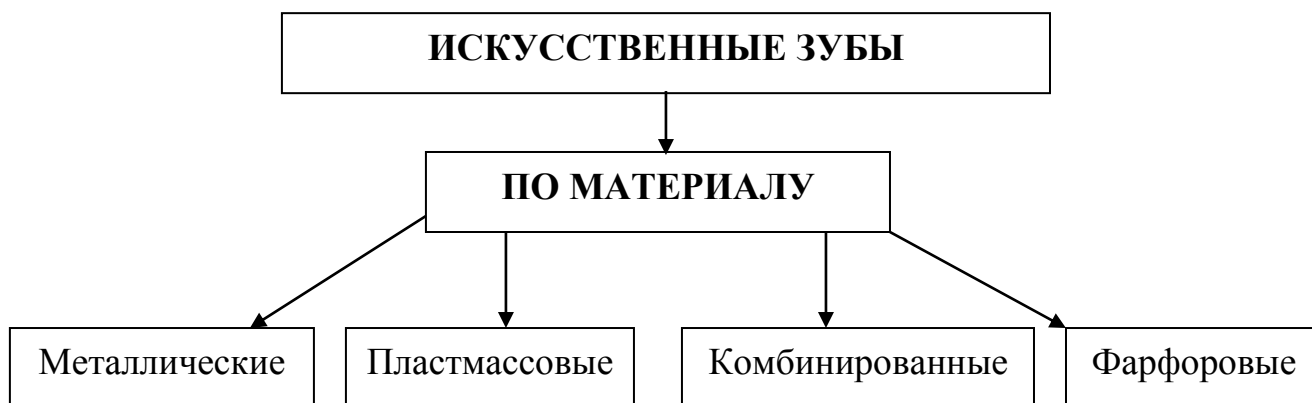 ИСКУССТВЕННЫЕ ЗУБЫ
ПО МАТЕРИАЛУ
Металлические
Пластмассовые
Комбинированные
Фарфоровые